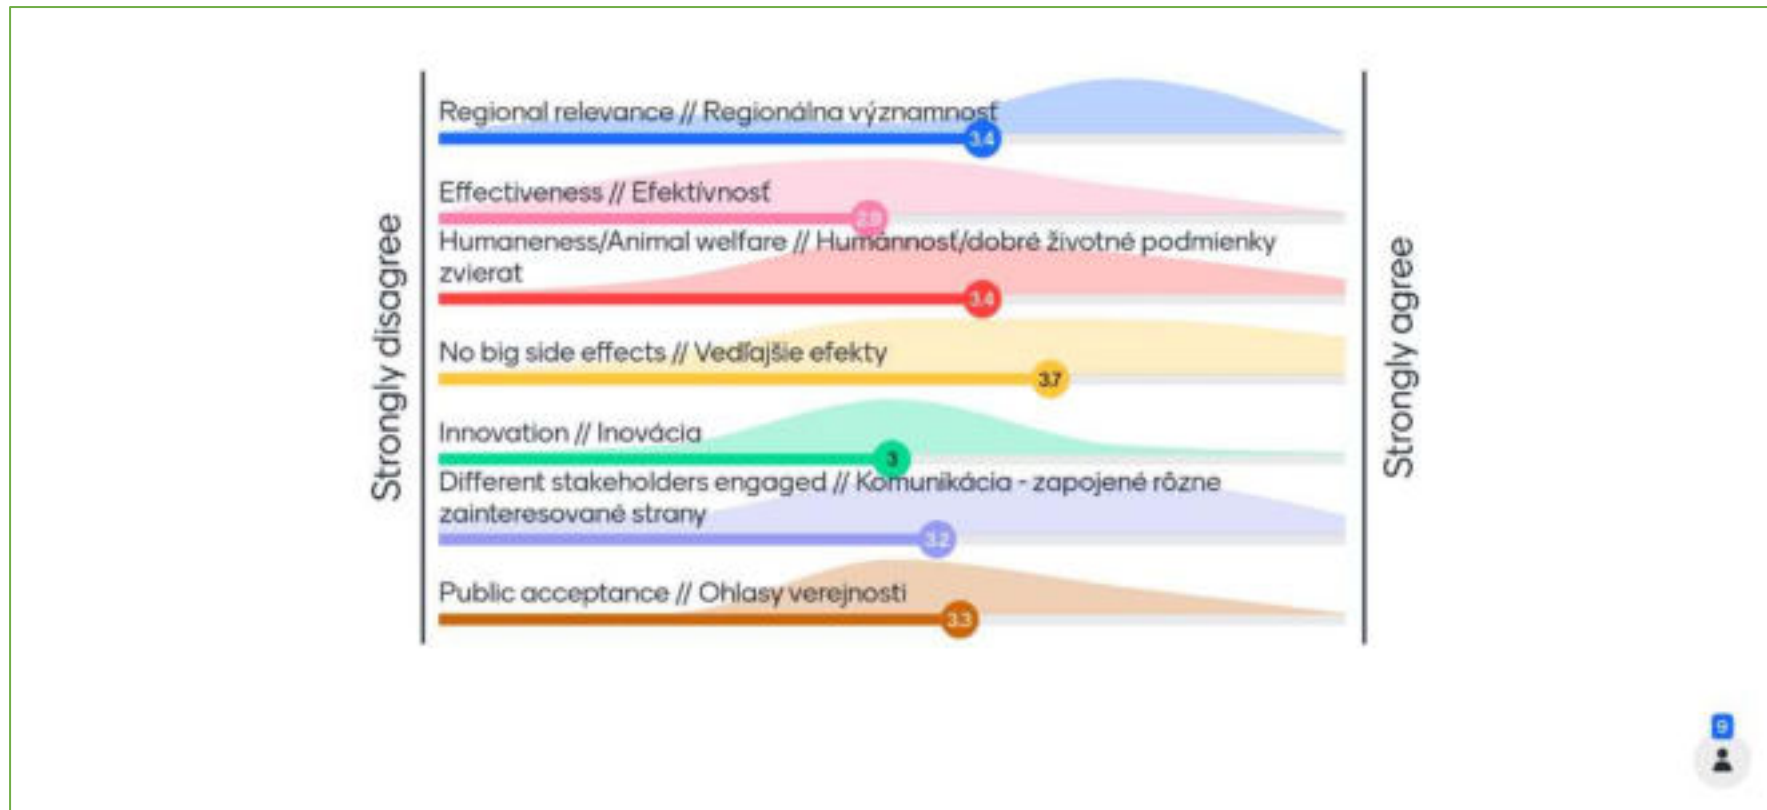 Strongly disagree
Regional relevance // Regionálna významnosť
3.4
Effectiveness // Efektívnosť
2.9
Humaneness/Animal welfare // Humánnosť/dobré životné podmienky
zvierat
3.4
No big side effects // Vedľajšie efekty
3.7
Innovation // Inovácia
3
Different stakeholders engaged // Komunikácia - zapojené rôzne
zainteresované strany
3.2
Public acceptance // Ohlasy verejnosti
3.3
Strongly agree
9